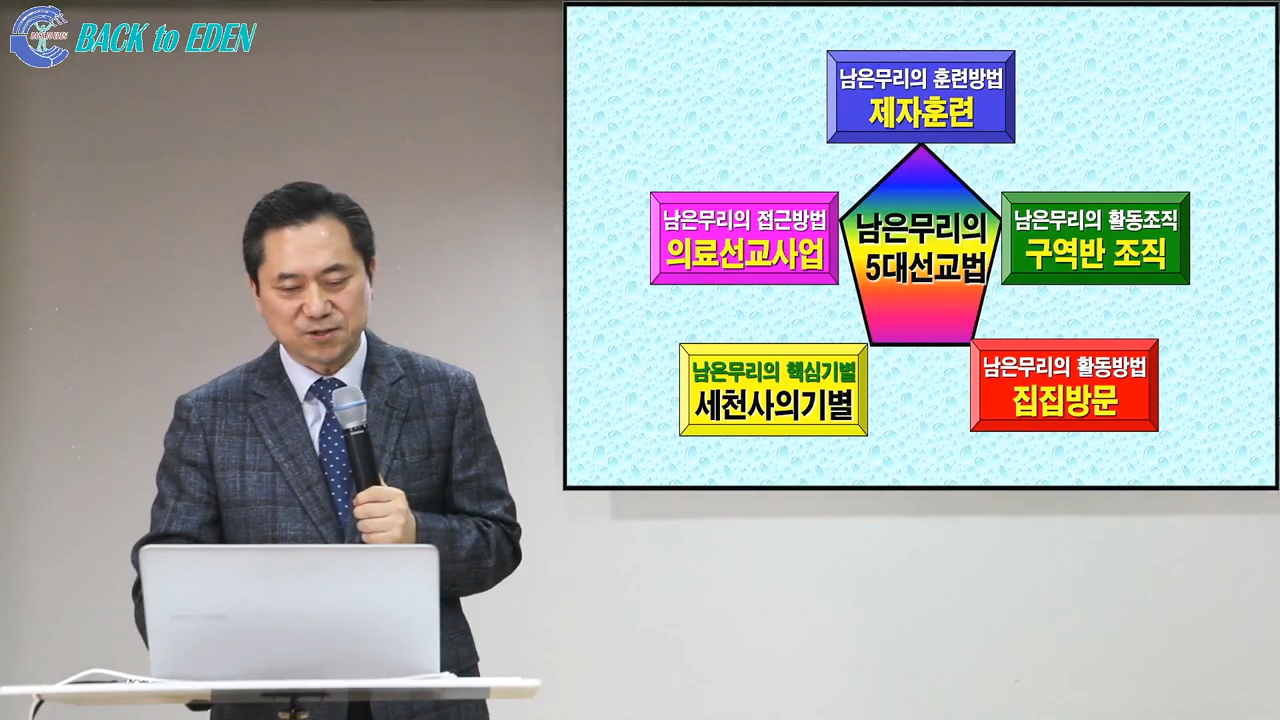 BACK to EDEN
BACK TO EDEN
남은무리의 훈련방법
제자훈련
남은무리의 접근방법
의료선교사업
남은무리의
5대선교법
남은무리의 활동조직
구역반 조직
남은무리의 핵심기별
세천사의기별
남은무리의 활동방법
집집방문